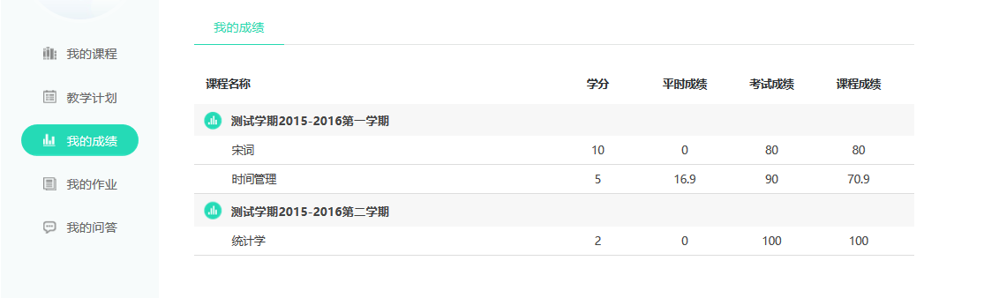 我的课程
教学计划
我的成绩
我的作业
我的问答
我的成绩
课程名称 学分 平时成绩 考试成绩 课程成绩
测试学期2015-2016第一学期
宋词 10 0 80 80
时间管理 5 16.9 90 70.9
测试学期2015-2016第二学期
统计学 2 0 100 100